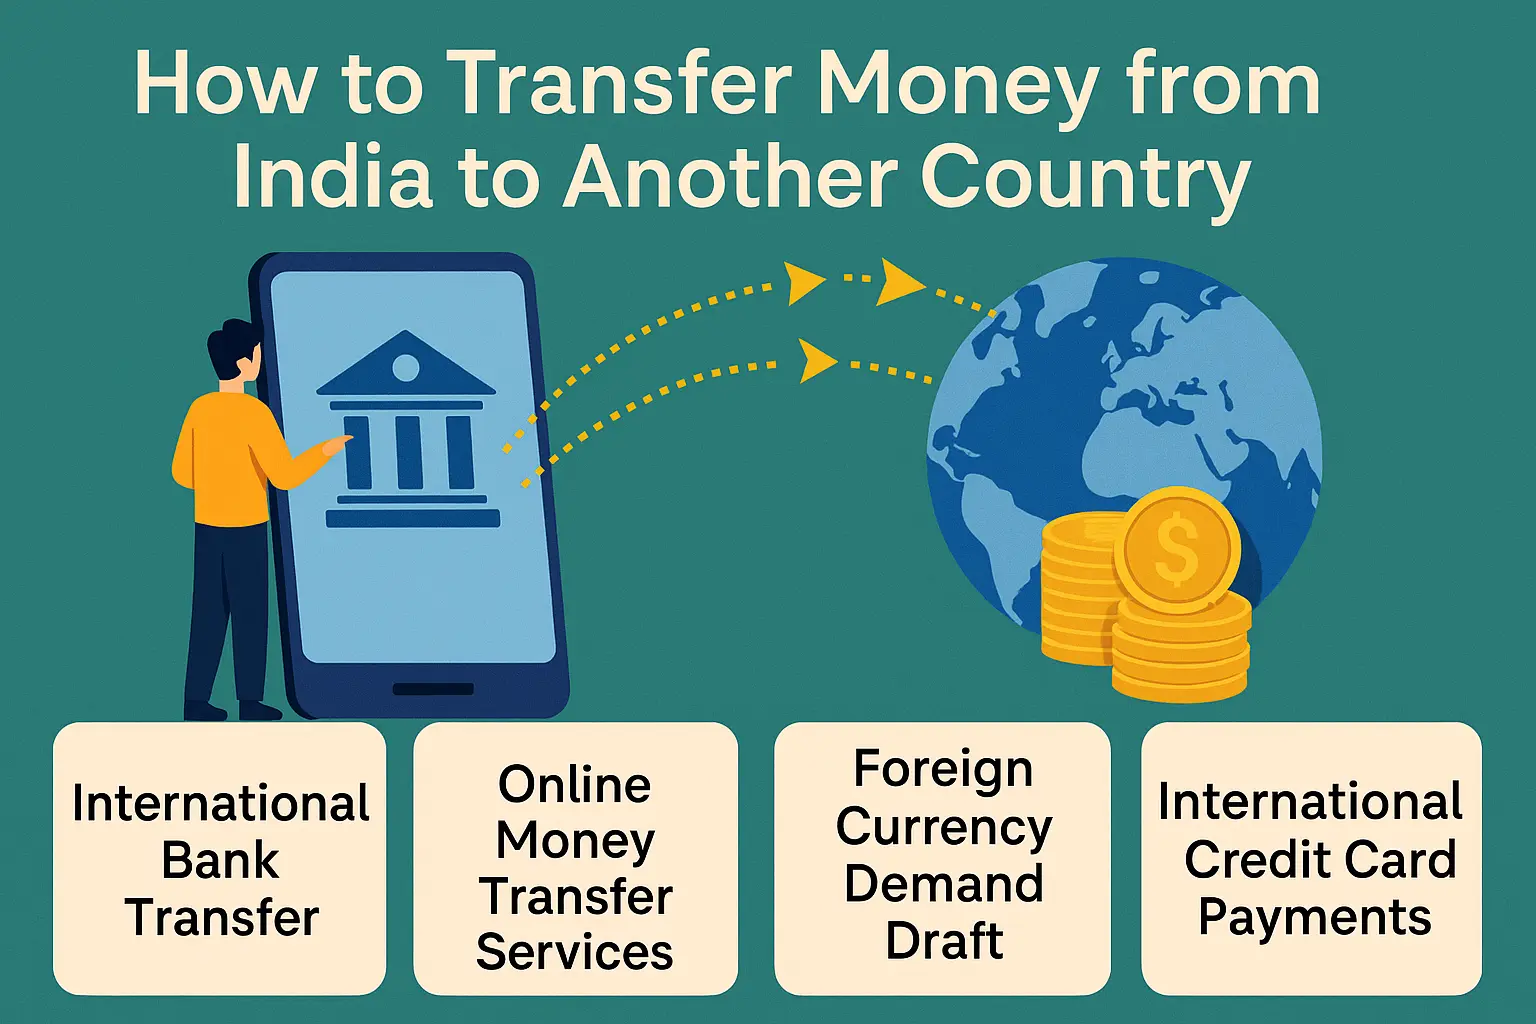 How to Transfer Money from
India to Another Country
$
International
Bank
Transfer
Online
Money
Transfer
Services
Foreign
Currency
Demand
Draft
International
Credit Card
Payments